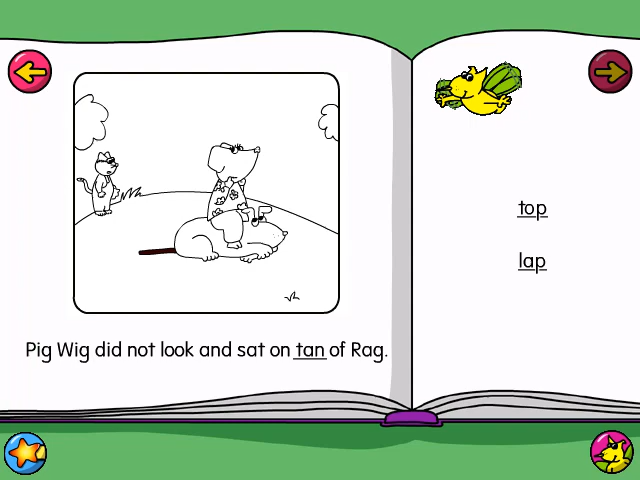 Pig Wig did not look and sat on tan of Rag.
top
lap